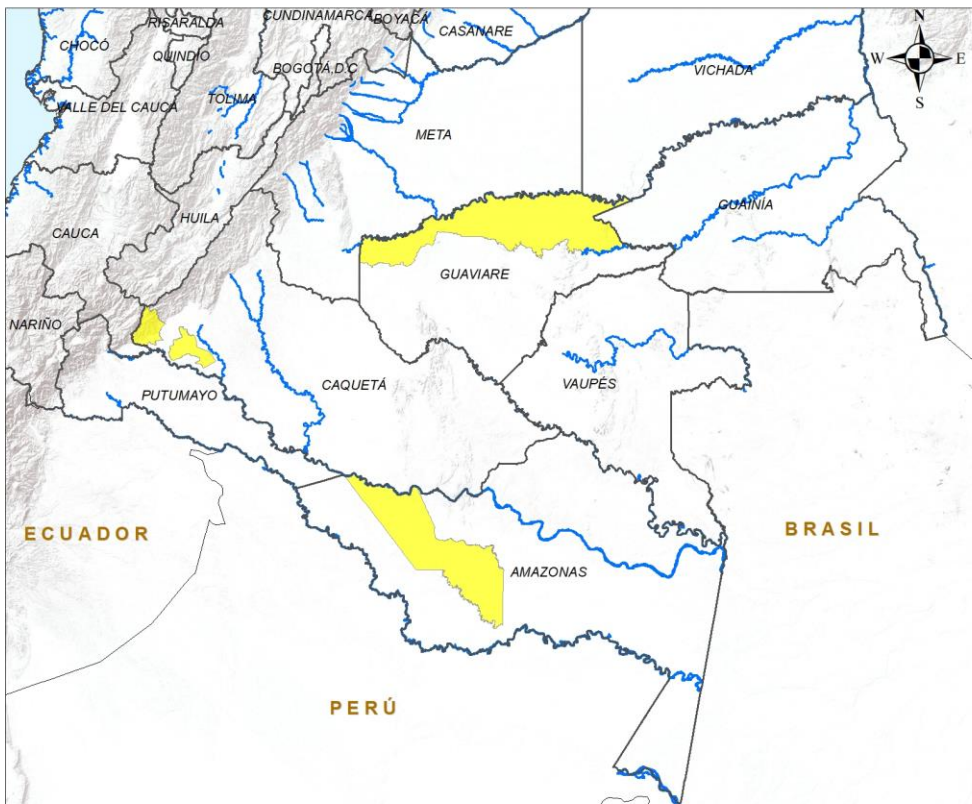 CUNDINAMARCA
BOYACÁ
RISARALDA
CASANARE
N
CHOCÓ
QUINDÍO
W
E
BOGOTÁ,D.C
VICHADA
S
TOLIMA
VALLE DEL CAUCA
META
GUAINÍA
HUILA
CAUCA
GUAVIARE
NARIÑO
CAQUETÁ
VAUPÉS
PUTUMAYO
ECUADOR
BRASIL
AMAZONAS
PERÚ